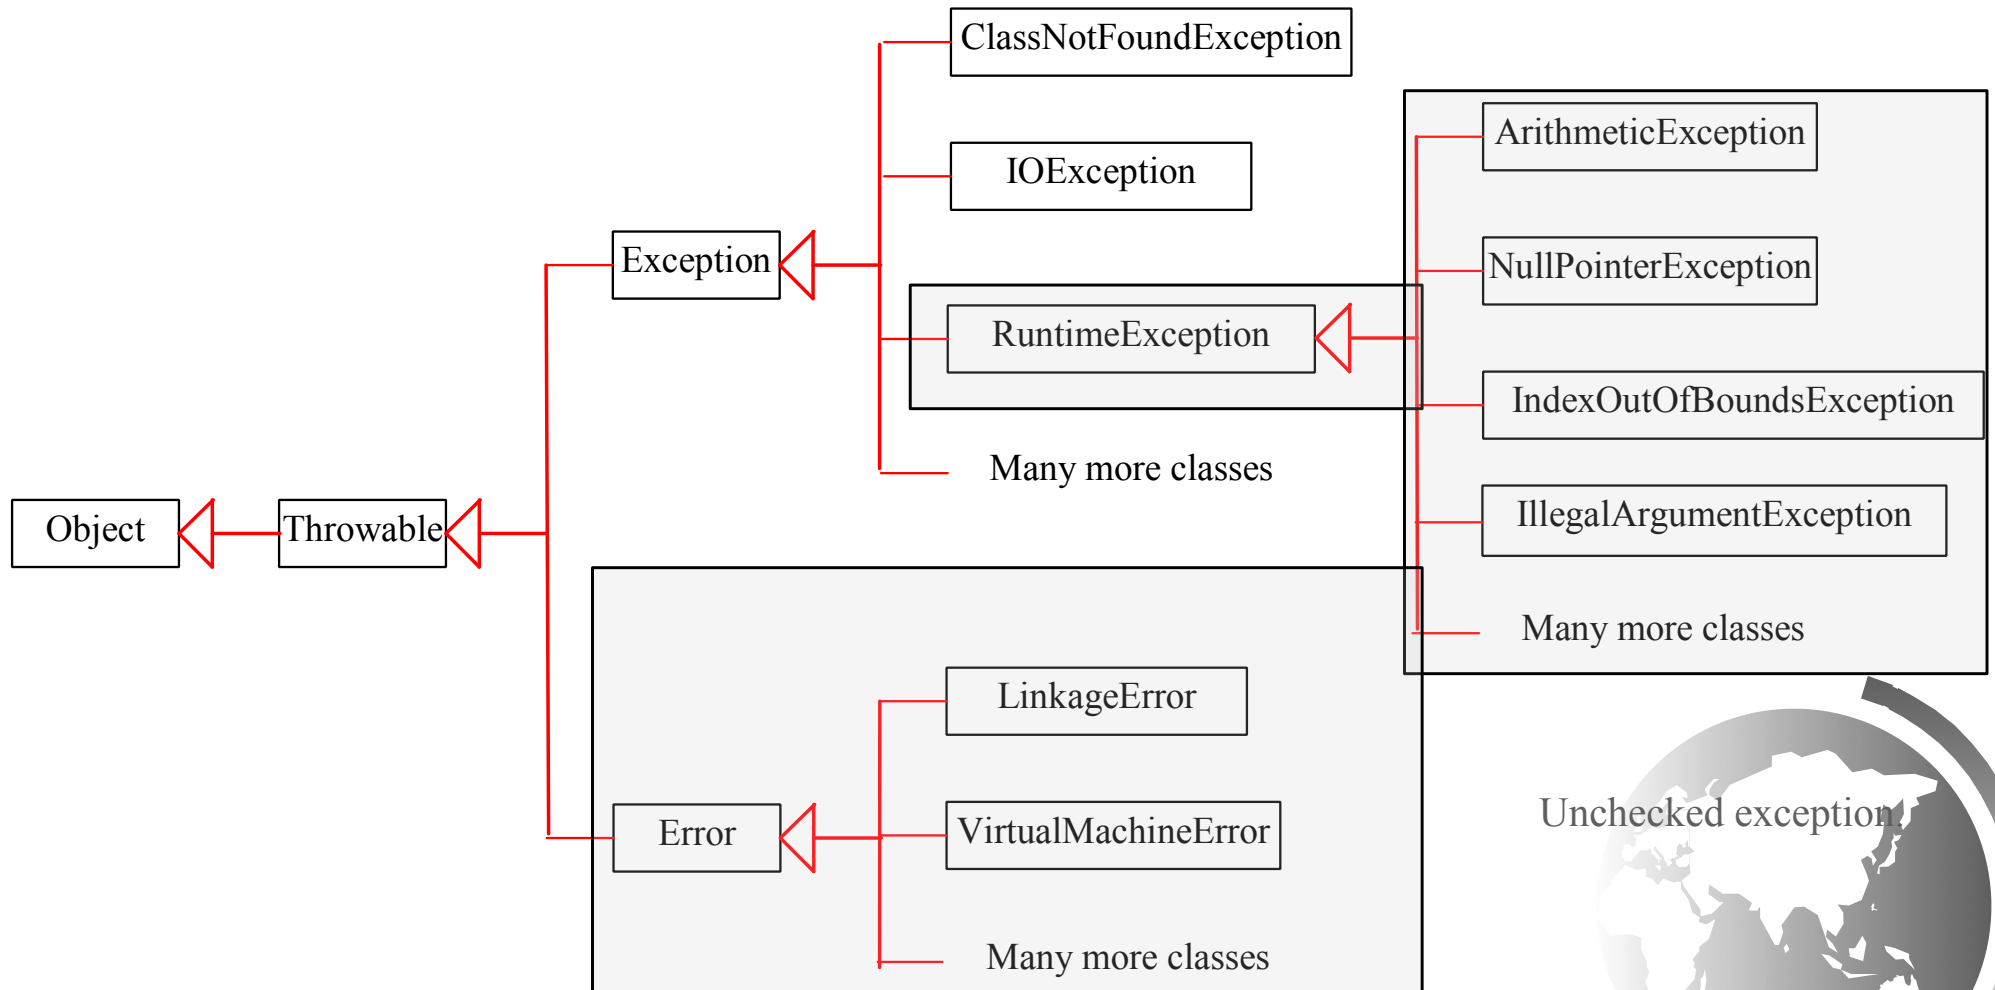 ClassNotFoundException
ArithmeticException
IOException
Exception
NullPointerException
RuntimeException
IndexOutOfBoundsException
Many more classes
Object
Throwable
IllegalArgumentException
Many more classes
LinkageError
Unchecked exception.
Error
VirtualMachineError
Many more classes